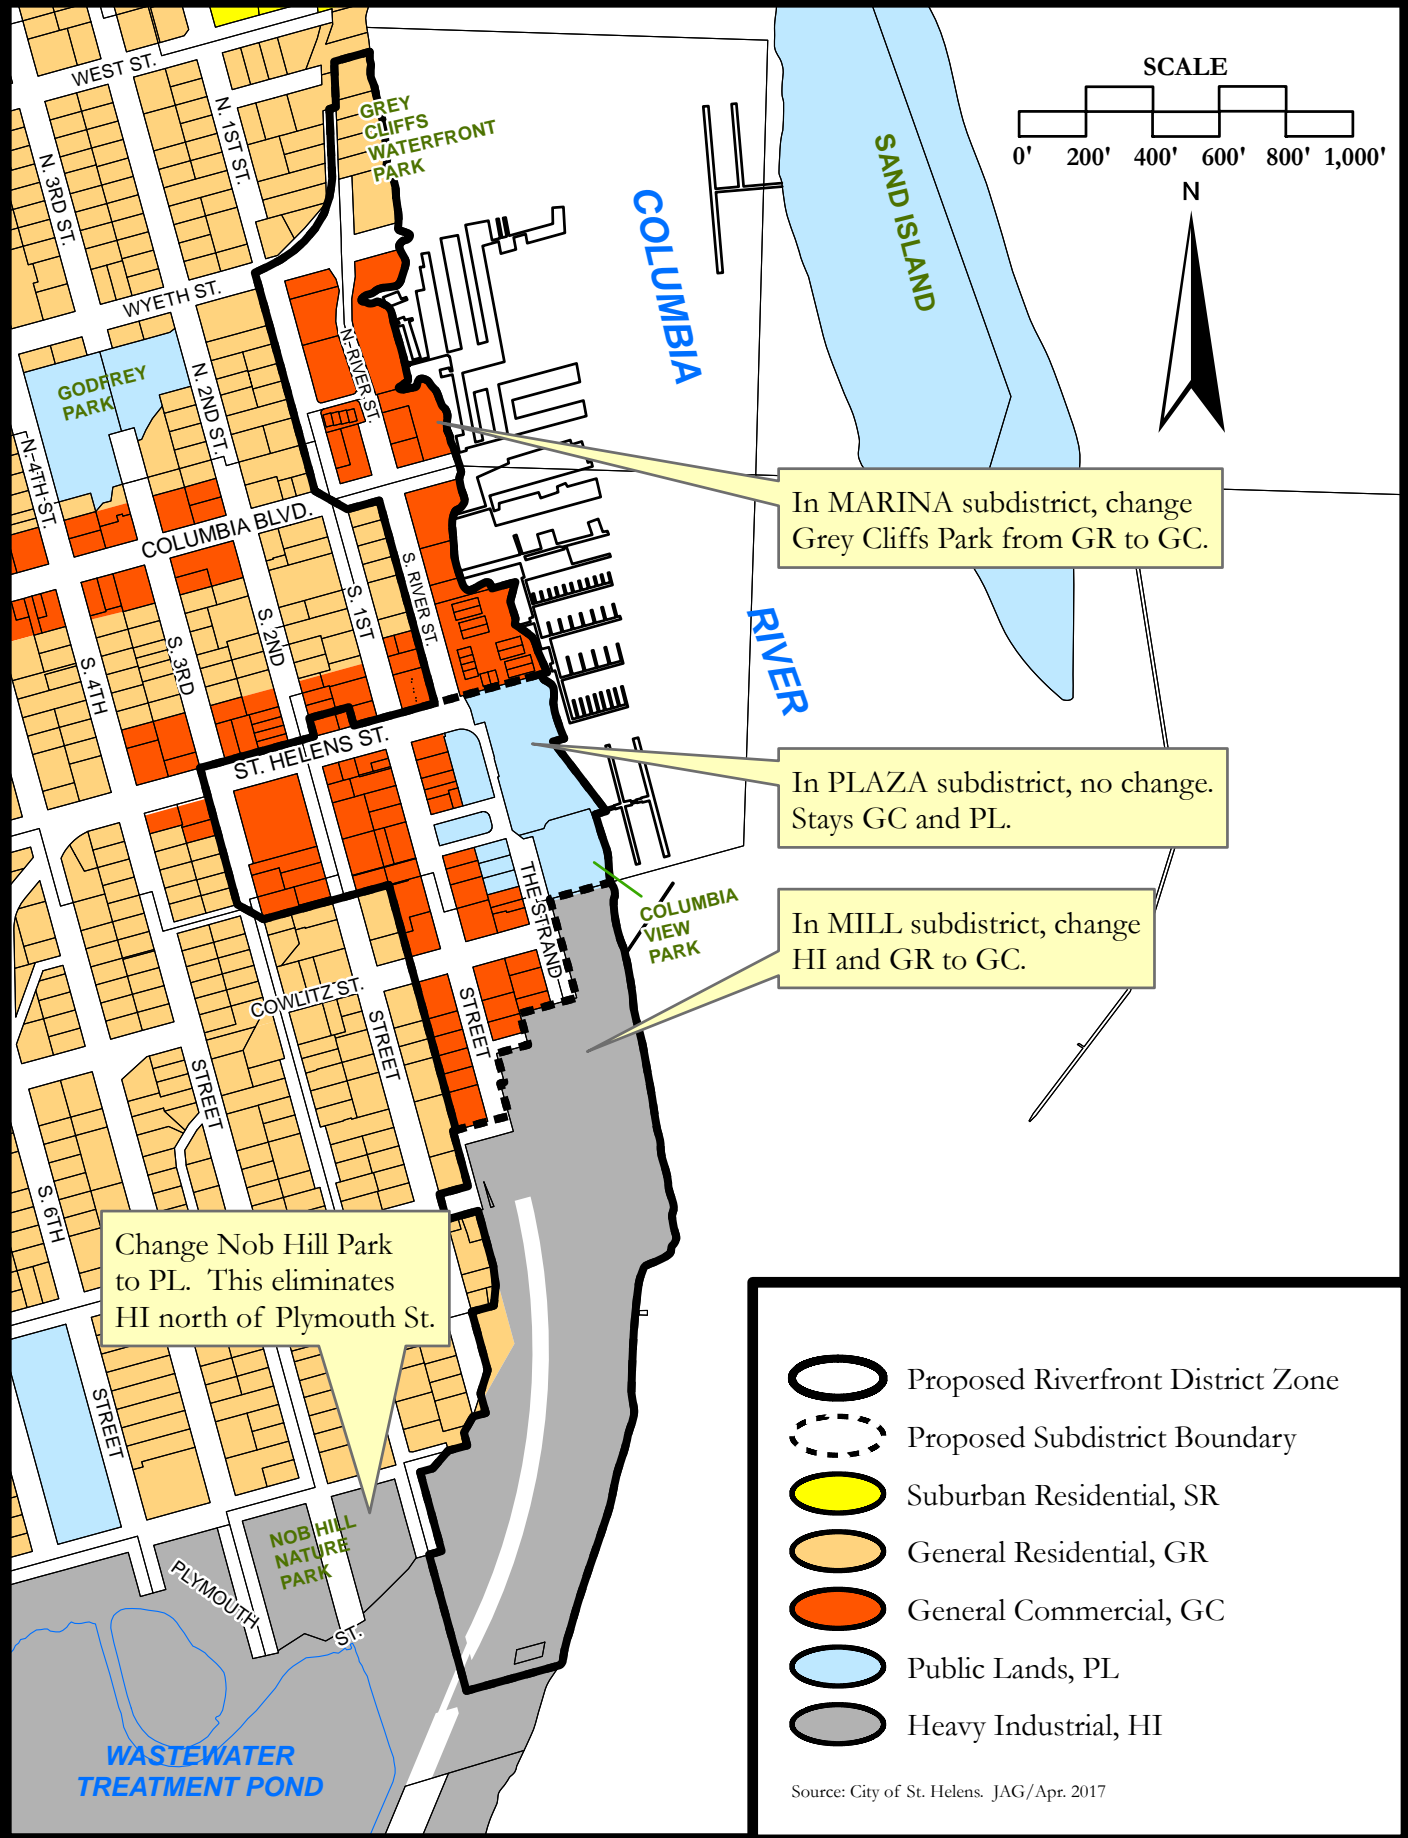 WEST ST.
N. 1ST ST.
N. 3RD ST.
GREY
CLIFFS
WATERFRONT
PARK
COLUMBIA
SAND ISLAND
SCALE
0' 200' 400' 600' 800' 1,000'
N
WYETH ST.
N. RIVER ST.
GODFREY
PARK
N. 2ND ST.
N. 4TH ST.
COLUMBIA BLVD.
In MARINA subdistrict, change
Grey Cliffs Park from GR to GC.
S. RIVER ST.
S. 1ST
S. 2ND
S. 3RD
S. 4TH
RIVER
ST. HELENS ST.
In PLAZA subdistrict, no change.
Stays GC and PL.
THE STRAND
COLUMBIA
VIEW
PARK
In MILL subdistrict, change
HI and GR to GC.
COWLITZ ST.
STREET
STREET
STREET
S. 6TH
Change Nob Hill Park
to PL. This eliminates
HI north of Plymouth St.
STREET
NOB HILL
NATURE
PARK
PLYMOUTH
ST.
WASTEWATER
TREATMENT POND
Proposed Riverfront District Zone
Proposed Subdistrict Boundary
Suburban Residential, SR
General Residential, GR
General Commercial, GC
Public Lands, PL
Heavy Industrial, HI
Source: City of St. Helens. JAG/Apr. 2017